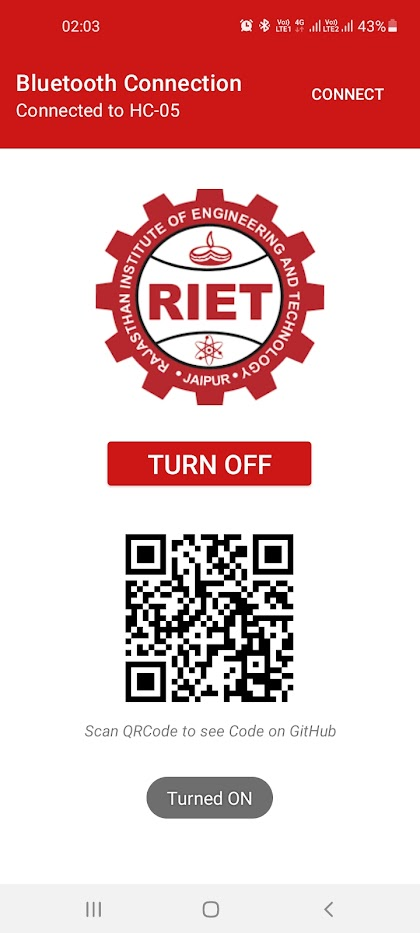 02:03
Vo)) 4G Vo))
LTE1 LTE2 43%
Bluetooth Connection
Connected to HC-05
CONNECT
RAJASTHAN INSTITUTE OF ENGINEERING AND TECHNOLOGY
RIET
• JAIPUR •
TURN OFF
Scan QRCode to see Code on GitHub
Turned ON